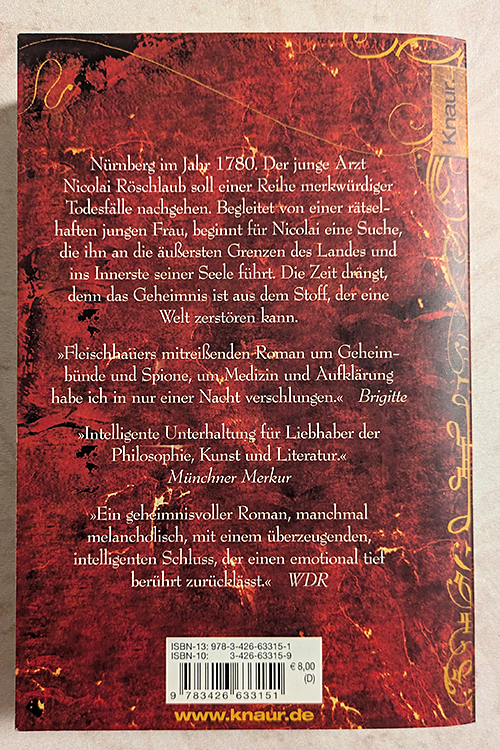 Knaur
Nürnberg im Jahr 1780. Der junge Arzt
Nicolai Röschlaub soll einer Reihe merkwürdiger
Todesfälle nachgehen. Begleitet von einer rätsel-
haften jungen Frau, beginnt für Nicolai eine Suche,
die ihn an die äußersten Grenzen des Landes und
ins Innerste seiner Seele führt. Die Zeit drängt,
denn das Geheimnis ist aus dem Stoff, der eine
Welt zerstören kann.
»Fleischhauers mitreißenden Roman um Geheim-
bünde und Spione, um Medizin und Aufklärung
habe ich in nur einer Nacht verschlungen.« Brigitte
»Intelligente Unterhaltung für Liebhaber der
Philosophie, Kunst und Literatur.«
Münchner Merkur
»Ein geheimnisvoller Roman, manchmal
melancholisch, mit einem überzeugenden,
intelligenten Schluss, der einen emotional tief
berührt zurücklässt.« WDR
ISBN-13: 978-3-426-63315-1
ISBN-10: 3-426-63315-9
€ 8,00
(D)
9 783426 633151
www.knaur.de